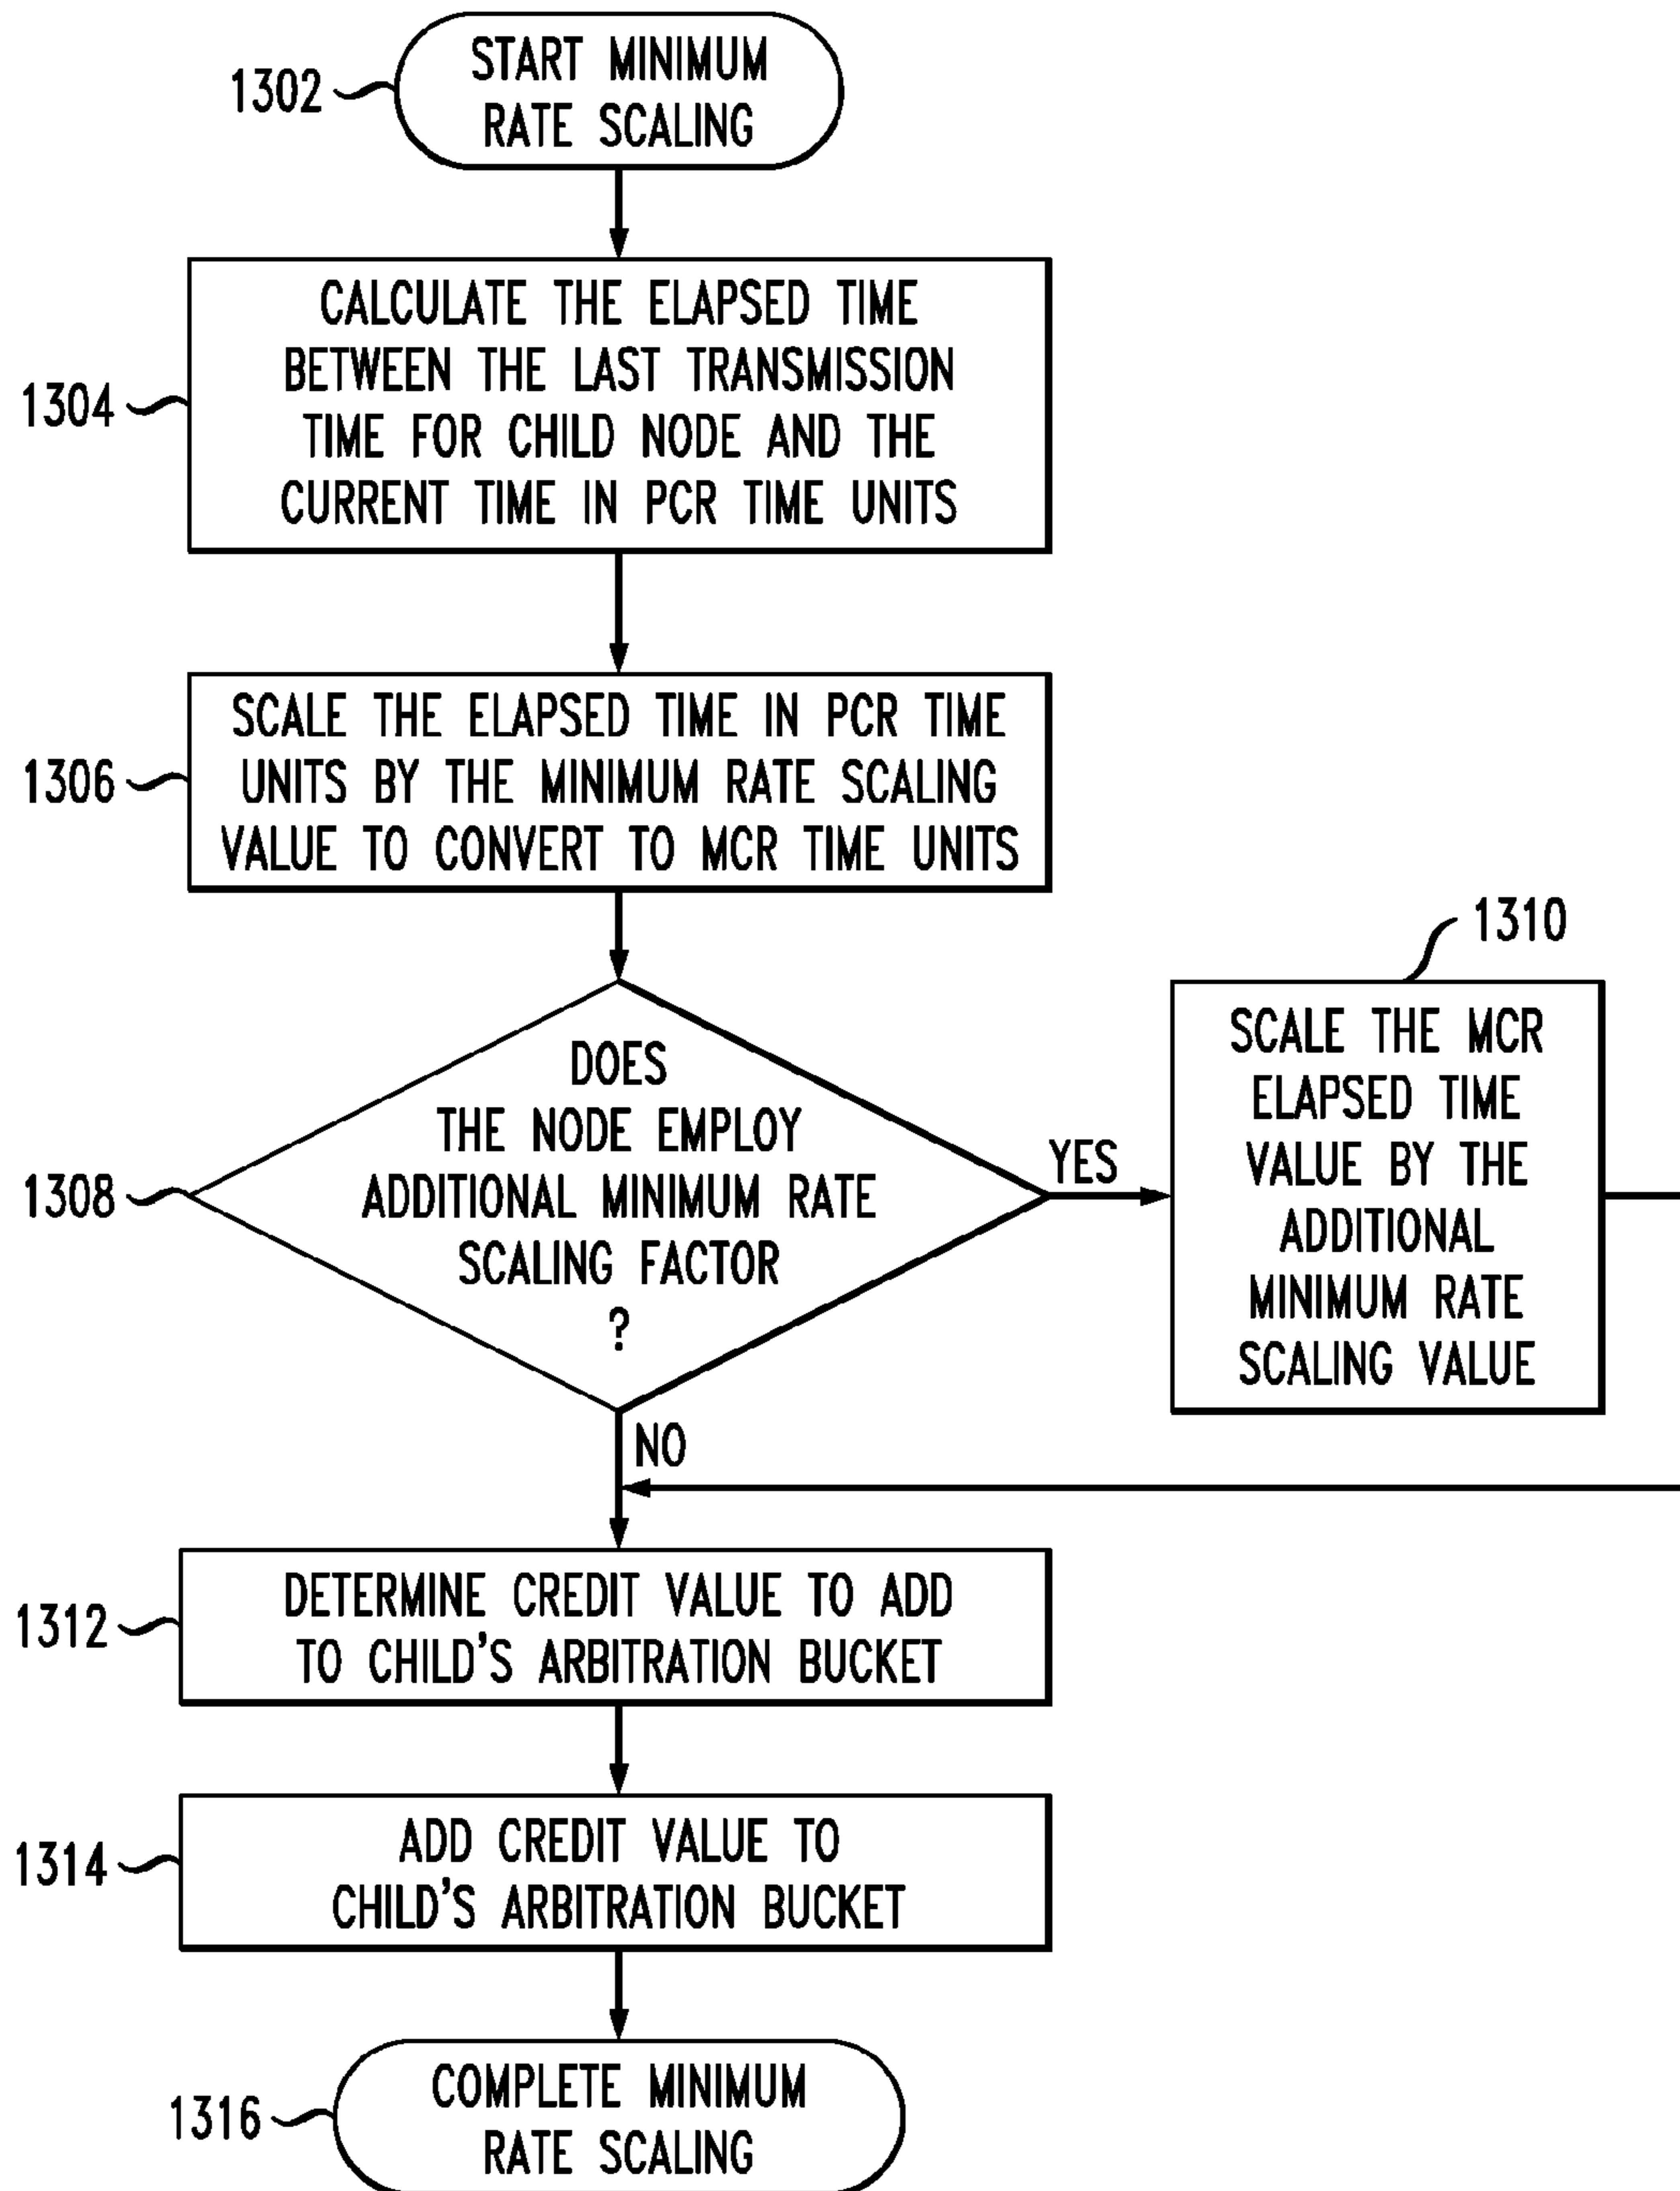 1302
START MINIMUM
RATE SCALING
1304
CALCULATE THE ELAPSED TIME
BETWEEN THE LAST TRANSMISSION
TIME FOR CHILD NODE AND THE
CURRENT TIME IN PCR TIME UNITS
1306
SCALE THE ELAPSED TIME IN PCR TIME
UNITS BY THE MINIMUM RATE SCALING
VALUE TO CONVERT TO MCR TIME UNITS
1308
DOES
THE NODE EMPLOY
ADDITIONAL MINIMUM RATE
SCALING FACTOR
?
YES
1310
SCALE THE MCR
ELAPSED TIME
VALUE BY THE
ADDITIONAL
MINIMUM RATE
SCALING VALUE
NO
1312
DETERMINE CREDIT VALUE TO ADD
TO CHILD'S ARBITRATION BUCKET
1314
ADD CREDIT VALUE TO
CHILD'S ARBITRATION BUCKET
1316
COMPLETE MINIMUM
RATE SCALING